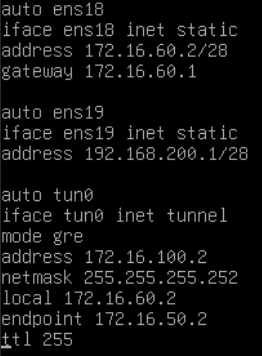 auto ens18
iface ens18 inet static
address 172.16.60.2/28
gateway 172.16.60.1
auto ens19
iface ens19 inet static
address 192.168.200.1/28
auto tun0
iface tun0 inet tunnel
mode gre
address 172.16.100.2
netmask 255.255.255.252
local 172.16.60.2
endpoint 172.16.50.2
ttl 255